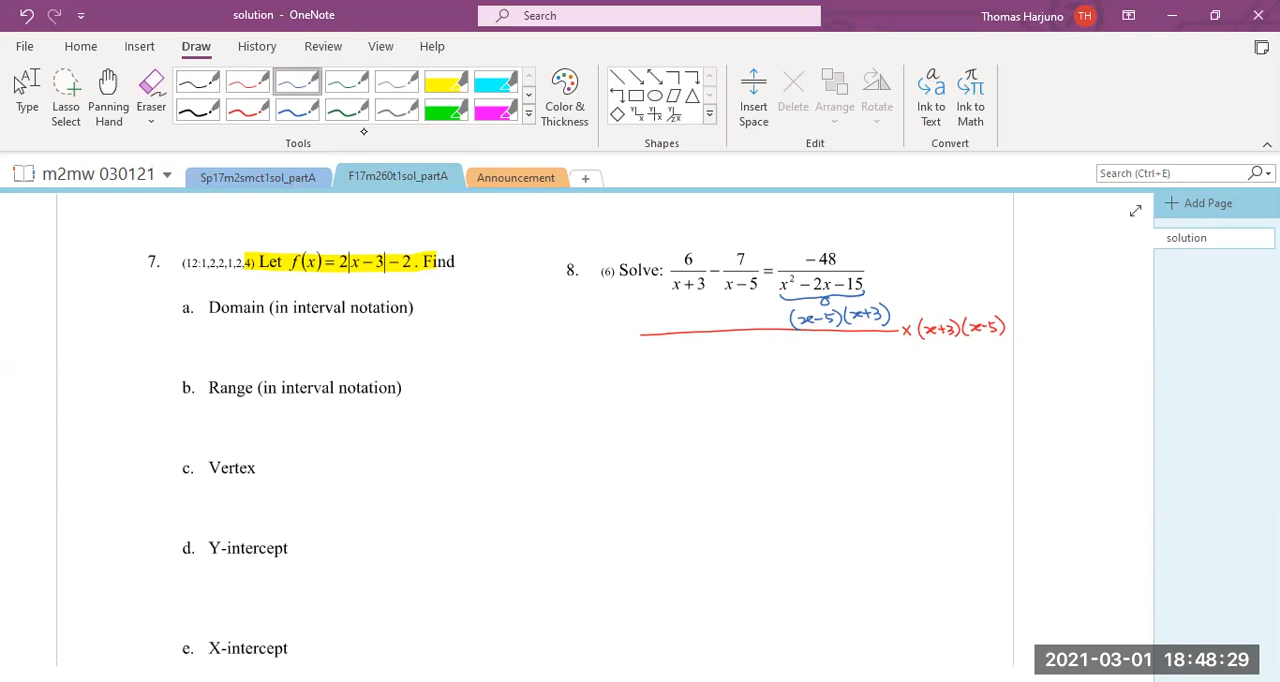 solution - OneNote
Search
Thomas Harjuno TH
File Home Insert Draw History Review View Help
Type
Lasso Select
Panning Hand
Eraser
Color & Thickness
Insert Space
Delete
Arrange
Rotate
Ink to Text
Ink to Math
Tools Shapes Edit Convert
m2mw 030121
Sp17m2smct1sol_partA
F17m260t1sol_partA
Announcement
Search (Ctrl+E)
Add Page
solution
7. (12:1,2,2,1,2,4) Let f(x) = 2|x − 3| − 2 . Find
a. Domain (in interval notation)
b. Range (in interval notation)
c. Vertex
d. Y-intercept
e. X-intercept
8. (6) Solve: 6/(x + 3) − 7/(x − 5) = −48/(x² − 2x − 15)
(x-5)(x+3)
× (x+3)(x-5)
2021-03-01 18:48:29